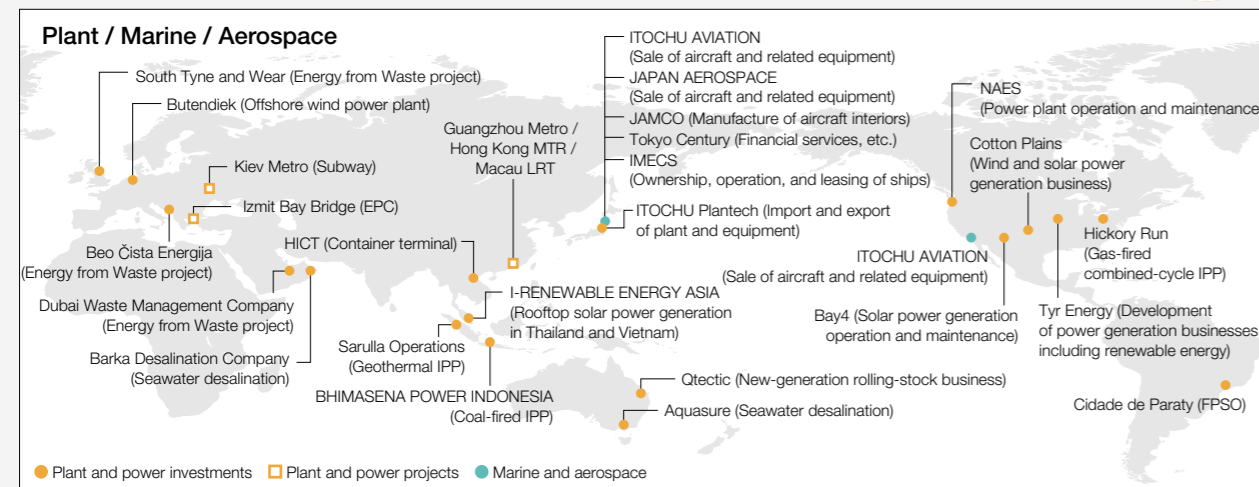 Plant / Marine / Aerospace
South Tyne and Wear (Energy from Waste project)
Butendiek (Offshore wind power plant)
Kiev Metro (Subway)
Izmit Bay Bridge (EPC)
Beo Čista Energija
(Energy from Waste project)
Dubai Waste Management Company
(Energy from Waste project)
Barka Desalination Company
(Seawater desalination)
HICT (Container terminal)
Guangzhou Metro /
Hong Kong MTR /
Macau LRT
ITOCHU AVIATION
(Sale of aircraft and related equipment)
JAPAN AEROSPACE
(Sale of aircraft and related equipment)
JAMCO (Manufacture of aircraft interiors)
Tokyo Century (Financial services, etc.)
IMECS
(Ownership, operation, and leasing of ships)
ITOCHU Plantech (Import and export
of plant and equipment)
I-RENEWABLE ENERGY ASIA
(Rooftop solar power generation
in Thailand and Vietnam)
Sarulla Operations
(Geothermal IPP)
BHIMASENA POWER INDONESIA
(Coal-fired IPP)
Qtectic (New-generation rolling-stock business)
Aquasure (Seawater desalination)
NAES
(Power plant operation and maintenance
Cotton Plains
(Wind and solar power
generation business)
ITOCHU AVIATION
(Sale of aircraft and related equipment)
Hickory Run
(Gas-fired
combined-cycle IPP)
Bay4 (Solar power generation
operation and maintenance)
Tyr Energy (Development
of power generation businesses
including renewable energy)
Cidade de Paraty (FPSO)
Plant and power investments
Plant and power projects
Marine and aerospace